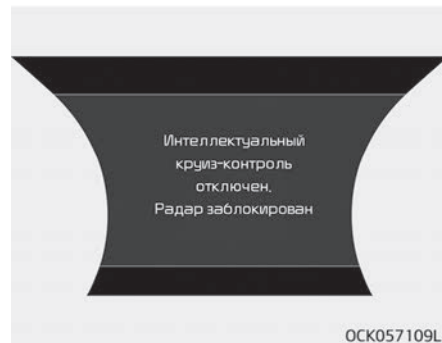 Интеллектуальный
круиз-контроль
отключен.
Радар заблокирован
OCK057109L